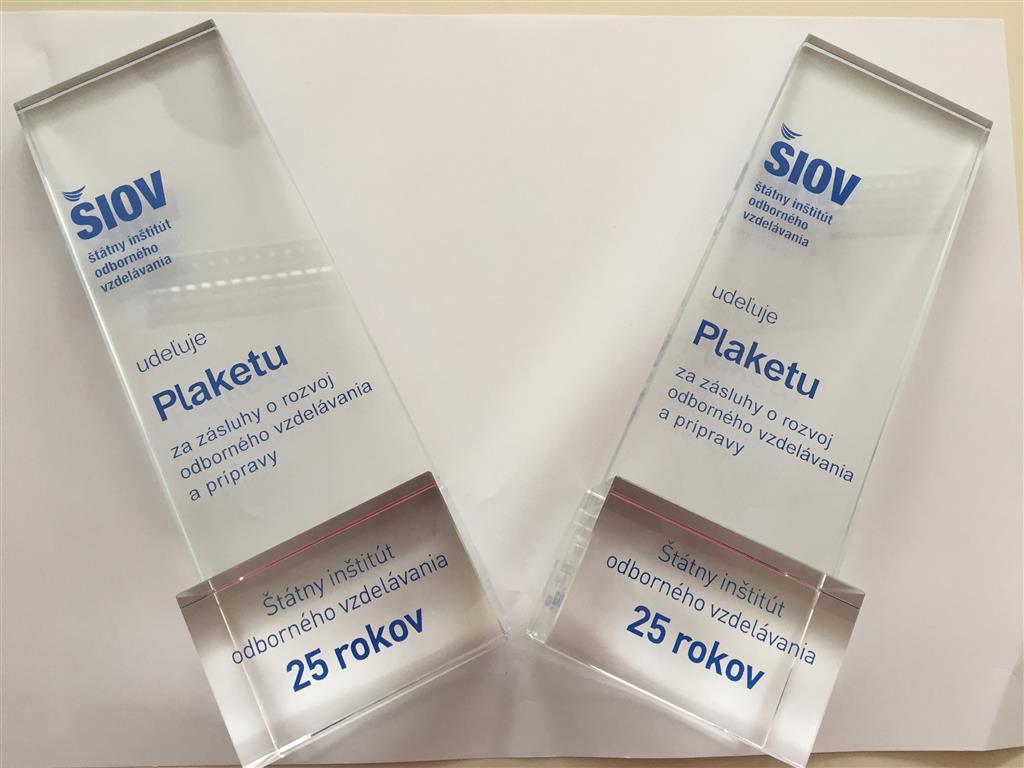 ŠIOV
štátny inštitút
odborného
vzdelávania
udeľuje
Plaketu
za zásluhy o rozvoj
odborného vzdelávania
a prípravy
Štátny inštitút
odborného vzdelávania
25 rokov
ŠIOV
štátny inštitút
odborného
vzdelávania
udeľuje
Plaketu
za zásluhy o rozvoj
odborného vzdelávania
a prípravy
Štátny inštitút
odborného vzdelávania
25 rokov